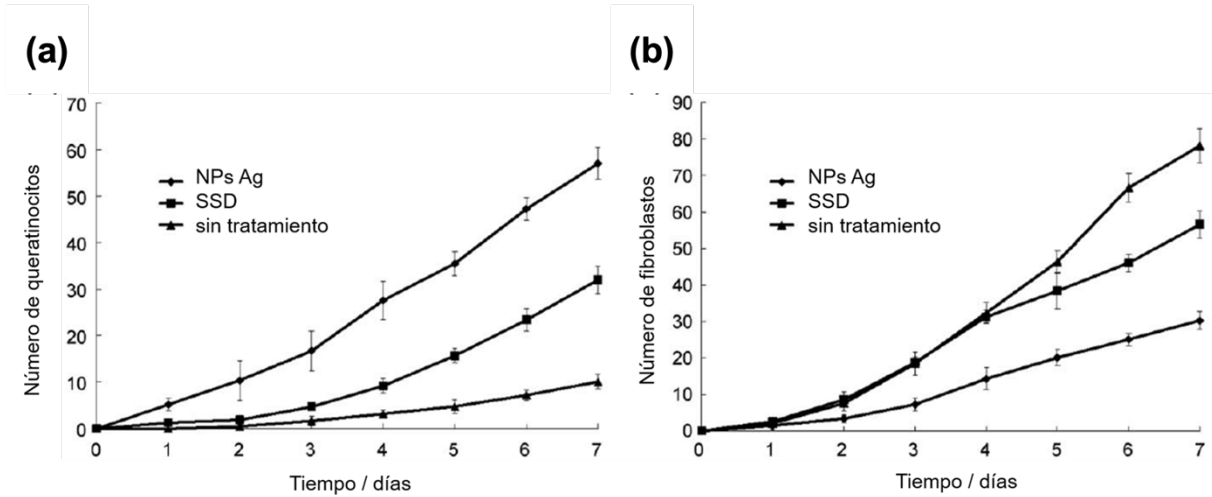 (a)
70
60
50
40
30
20
10
0
Número de queratinocitos
NPs Ag
SSD
sin tratamiento
0 1 2 3 4 5 6 7
Tiempo / días
(b)
90
80
70
60
50
40
30
20
10
0
Número de fibroblastos
NPs Ag
SSD
sin tratamiento
0 1 2 3 4 5 6 7
Tiempo / días